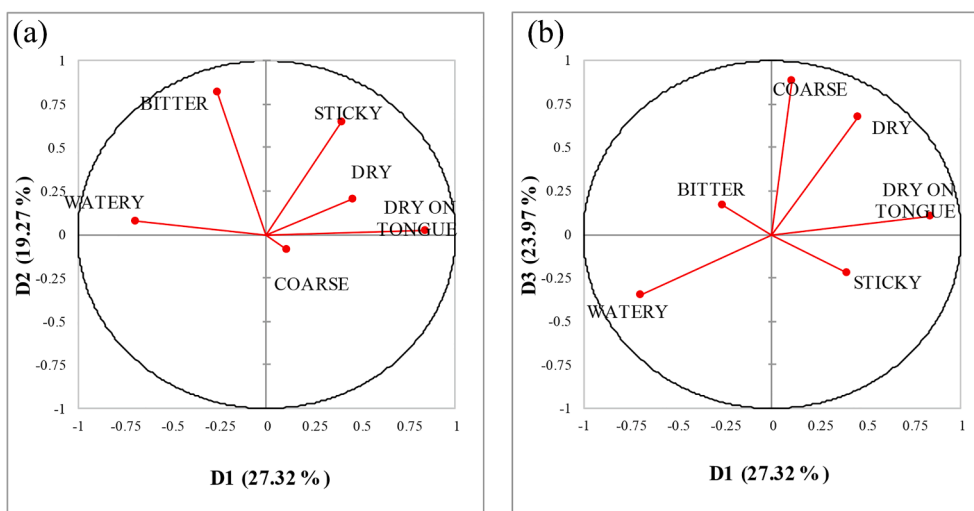 (a)
1
0.75
0.5
0.25
0
-0.25
-0.5
-0.75
-1
D2 (19.27 %)
BITTER
STICKY
DRY
WATERY
DRY ON
TONGUE
COARSE
-1 -0.75 -0.5 -0.25 0 0.25 0.5 0.75 1
D1 (27.32 %)
(b)
1
0.75
0.5
0.25
0
-0.25
-0.5
-0.75
-1
D3 (23.97 %)
COARSE
DRY
BITTER
DRY ON
TONGUE
STICKY
WATERY
-1 -0.75 -0.5 -0.25 0 0.25 0.5 0.75 1
D1 (27.32 %)